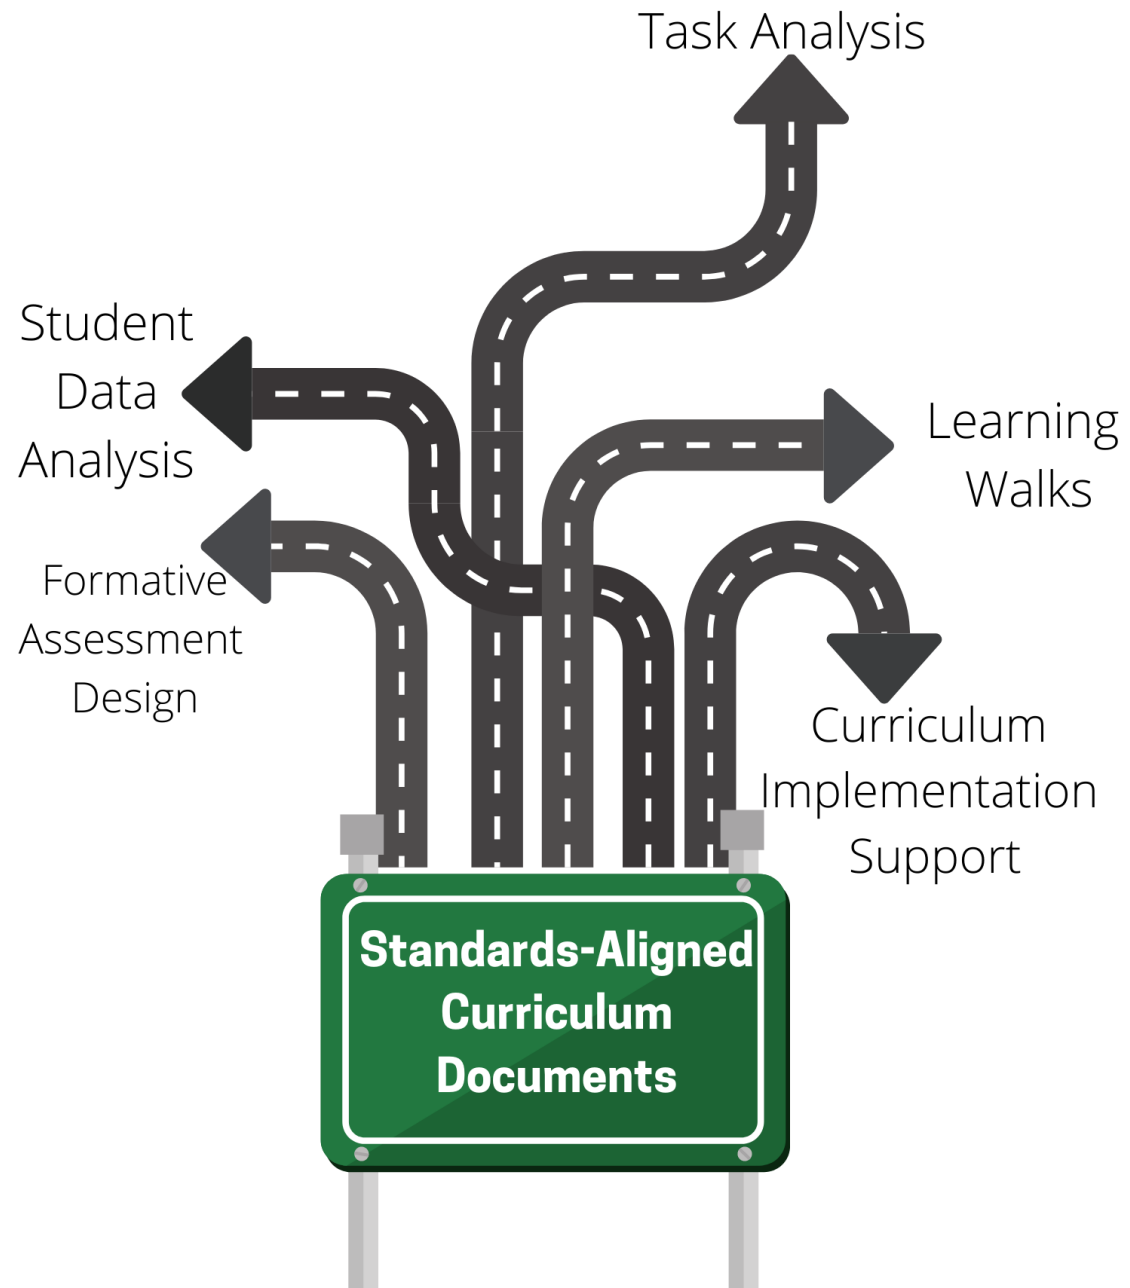 Task Analysis
Student
Data
Analysis
Learning
Walks
Formative
Assessment
Design
Curriculum
Implementation
Support
Standards-Aligned
Curriculum
Documents